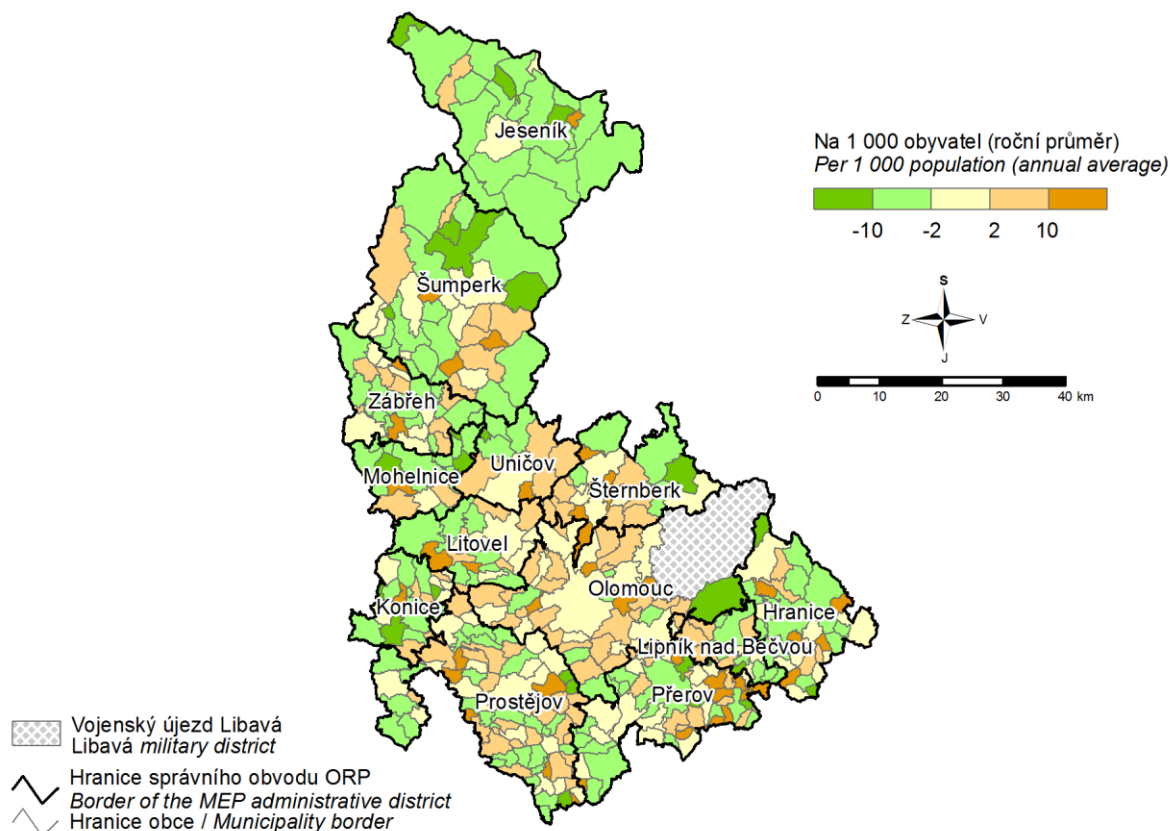 Na 1 000 obyvatel (roční průměr)
Per 1 000 population (annual average)
-10 -2 2 10
S
Z V
J
0 10 20 30 40 km
Jeseník
Šumperk
Zábřeh
Uničov
Mohelnice
Šternberk
Litovel
Olomouc
Konice
Hranice
Lipník nad Bečvou
Prostějov
Přerov
Vojenský újezd Libavá
Libavá military district
Hranice správního obvodu ORP
Border of the MEP administrative district
Hranice obce / Municipality border